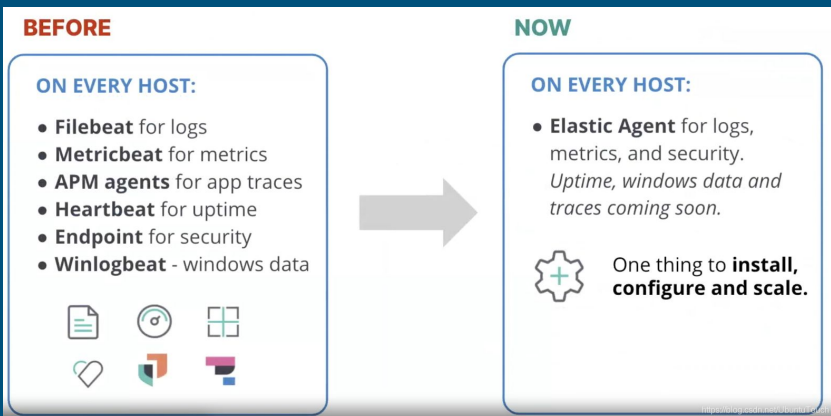 BEFORE
ON EVERY HOST:
● Filebeat for logs
● Metricbeat for metrics
● APM agents for app traces
● Heartbeat for uptime
● Endpoint for security
● Winlogbeat - windows data
NOW
ON EVERY HOST:
● Elastic Agent for logs,
metrics, and security.
Uptime, windows data and
traces coming soon.
One thing to install,
configure and scale.